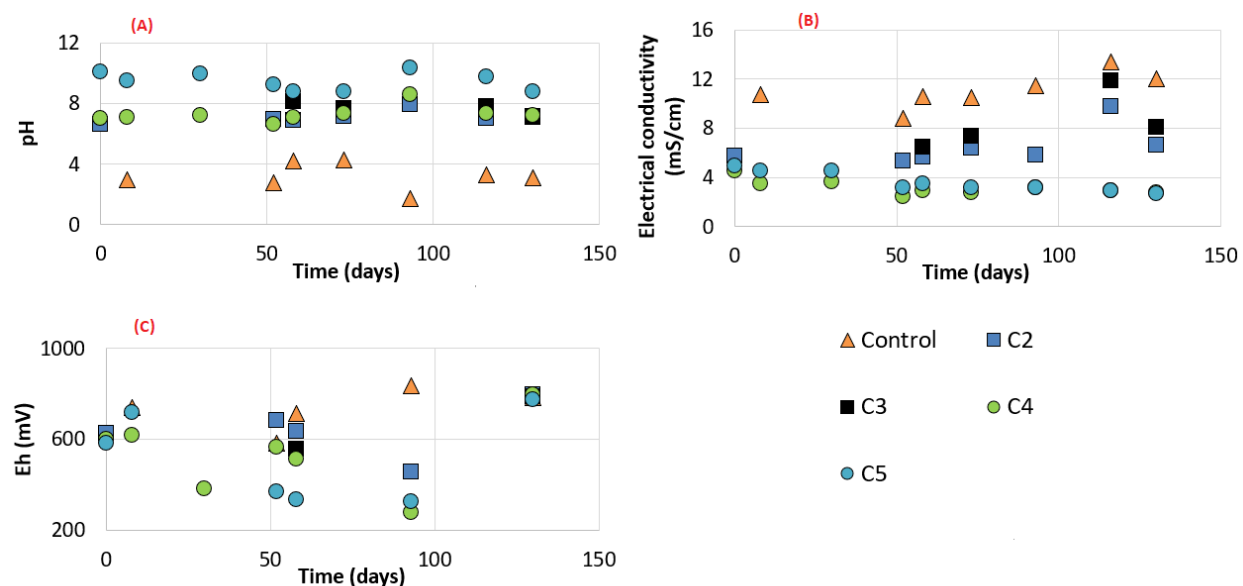 (A)
12
8
4
0
pH
0
50
100
150
Time (days)
(B)
16
12
8
4
0
Electrical conductivity
(mS/cm)
0
50
100
150
Time (days)
(C)
1000
600
200
Eh (mV)
0
50
100
150
Time (days)
Control
C2
C3
C4
C5